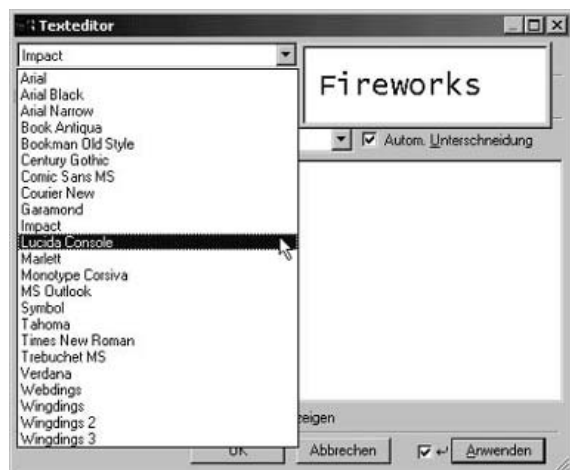 Texteditor
Impact
Fireworks
Arial
Arial Black
Arial Narrow
Book Antiqua
Bookman Old Style
Autom. Unterschneidung
Century Gothic
Comic Sans MS
Courier New
Garamond
Impact
Lucida Console
Marlett
Monotype Corsiva
MS Outlook
Symbol
Tahoma
Times New Roman
Trebuchet MS
Verdana
Webdings
Wingdings
Wingdings 2
Wingdings 3
OK
Abbrechen
Anwenden